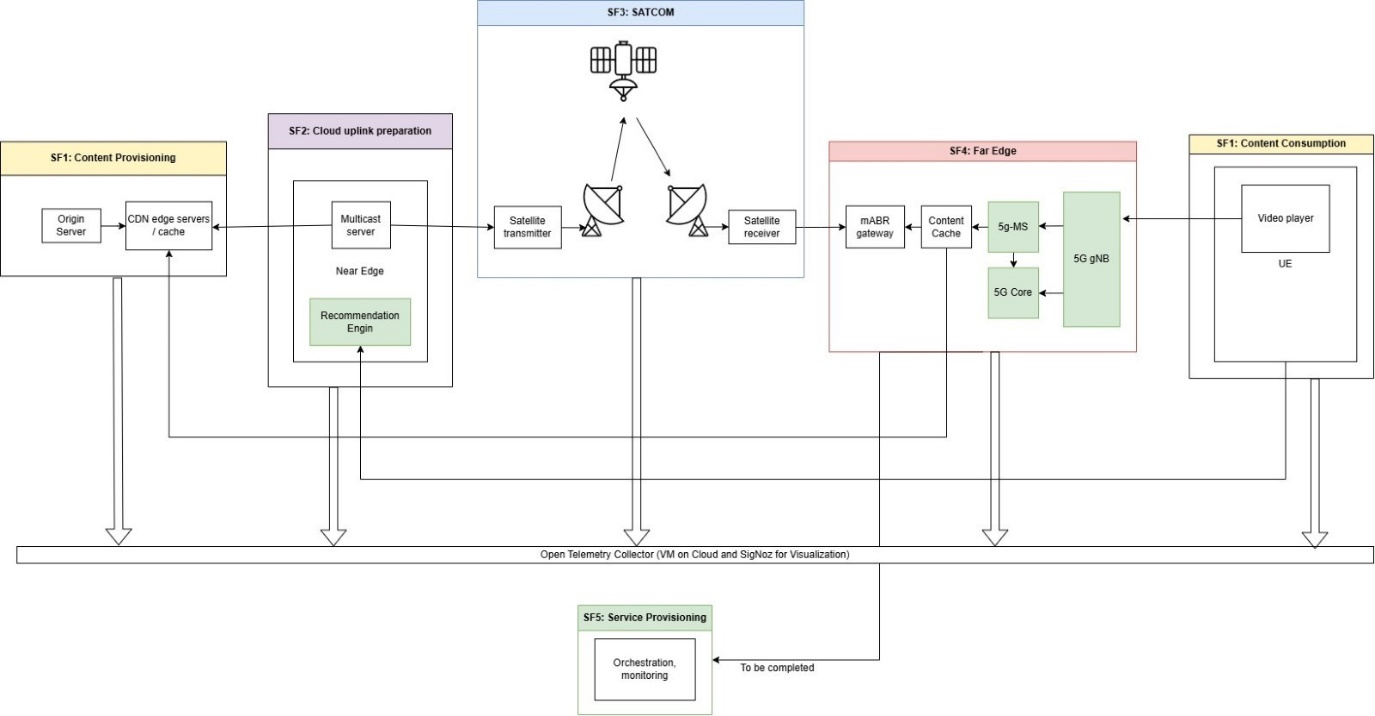 SF3: SATCOM
SF2: Cloud uplink preparation
SF1: Content Provisioning
SF4: Far Edge
SF1: Content Consumption
Origin
Server
CDN edge servers
/ cache
Multicast
server
Near Edge
Recommendation
Engin
Satellite
transmitter
Satellite
receiver
mABR
gateway
Content
Cache
5g-MS
5G Core
5G gNB
Video player
UE
Open Telemetry Collector (VM on Cloud and SigNoz for Visualization)
SF5: Service Provisioning
Orchestration,
monitoring
To be completed